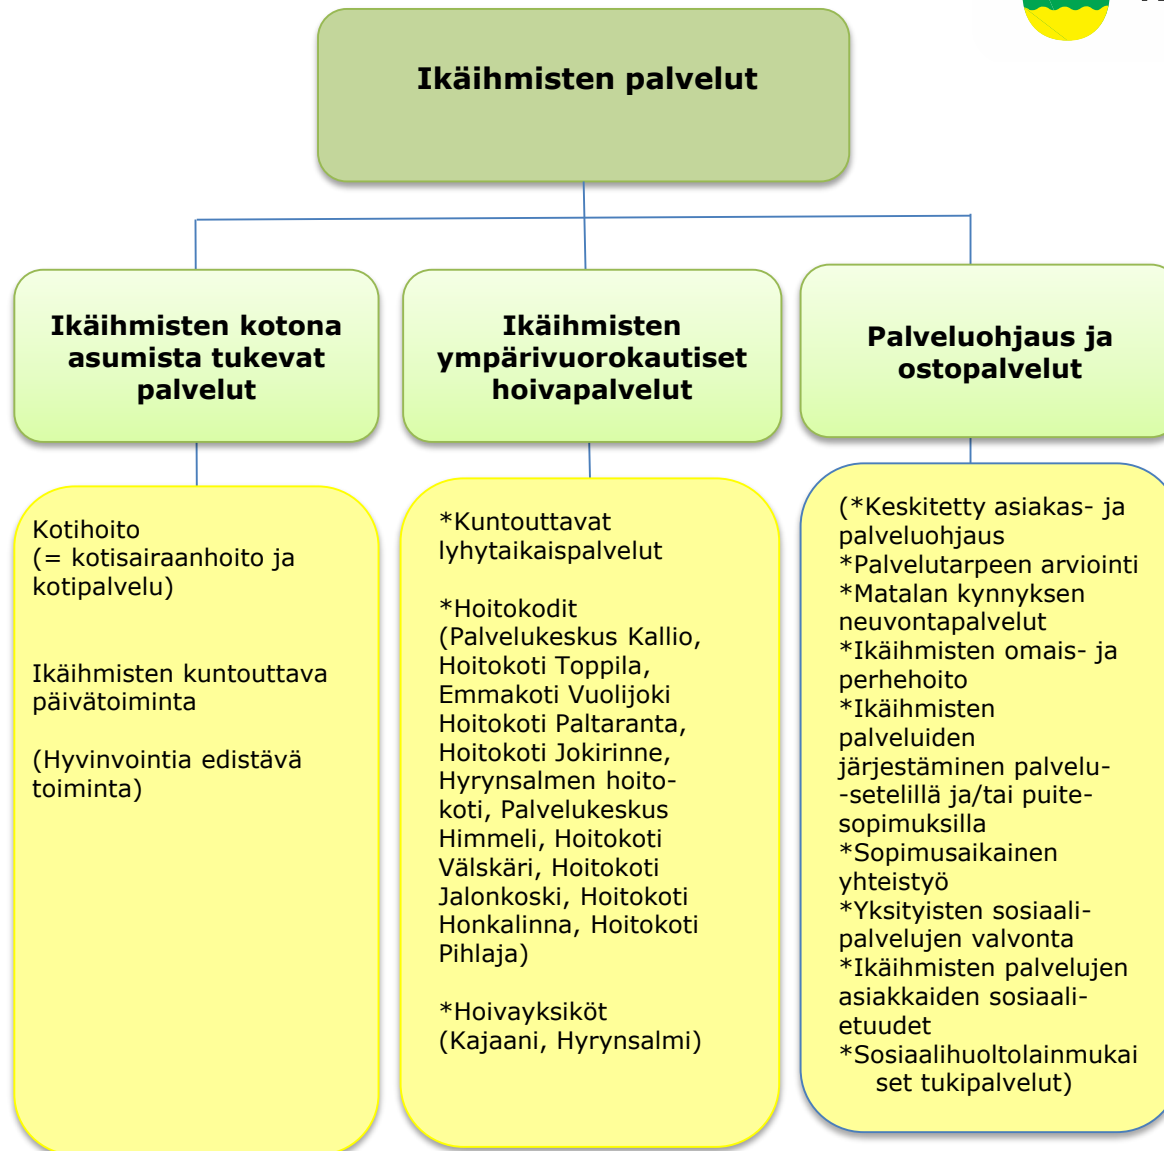 Ikäihmisten palvelut
Ikäihmisten kotona
asumista tukevat
palvelut
Ikäihmisten
ympärivuorokautiset
hoivapalvelut
Palveluohjaus ja
ostopalvelut
Kotihoito
(= kotisairaanhoito ja
kotipalvelu)
Ikäihmisten kuntouttava
päivätoiminta
(Hyvinvointia edistävä
toiminta)
*Kuntouttavat
lyhytaikaispalvelut
*Hoitokodit
(Palvelukeskus Kallio,
Hoitokoti Toppila,
Emmakoti Vuolijoki
Hoitokoti Paltaranta,
Hoitokoti Jokirinne,
Hyrynsalmen hoito-
koti, Palvelukeskus
Himmeli, Hoitokoti
Välskäri, Hoitokoti
Jalonkoski, Hoitokoti
Honkalinna, Hoitokoti
Pihlaja)
*Hoivayksiköt
(Kajaani, Hyrynsalmi)
(*Keskitetty asiakas- ja
palveluohjaus
*Palvelutarpeen arviointi
*Matalan kynnyksen
neuvontapalvelut
*Ikäihmisten omais- ja
perhehoito
*Ikäihmisten
palveluiden
järjestäminen palvelu-
-setelillä ja/tai puite-
sopimuksilla
*Sopimusaikainen
yhteistyö
*Yksityisten sosiaali-
palvelujen valvonta
*Ikäihmisten palvelujen
asiakkaiden sosiaali-
etuudet
*Sosiaalihuoltolainmukai
set tukipalvelut)